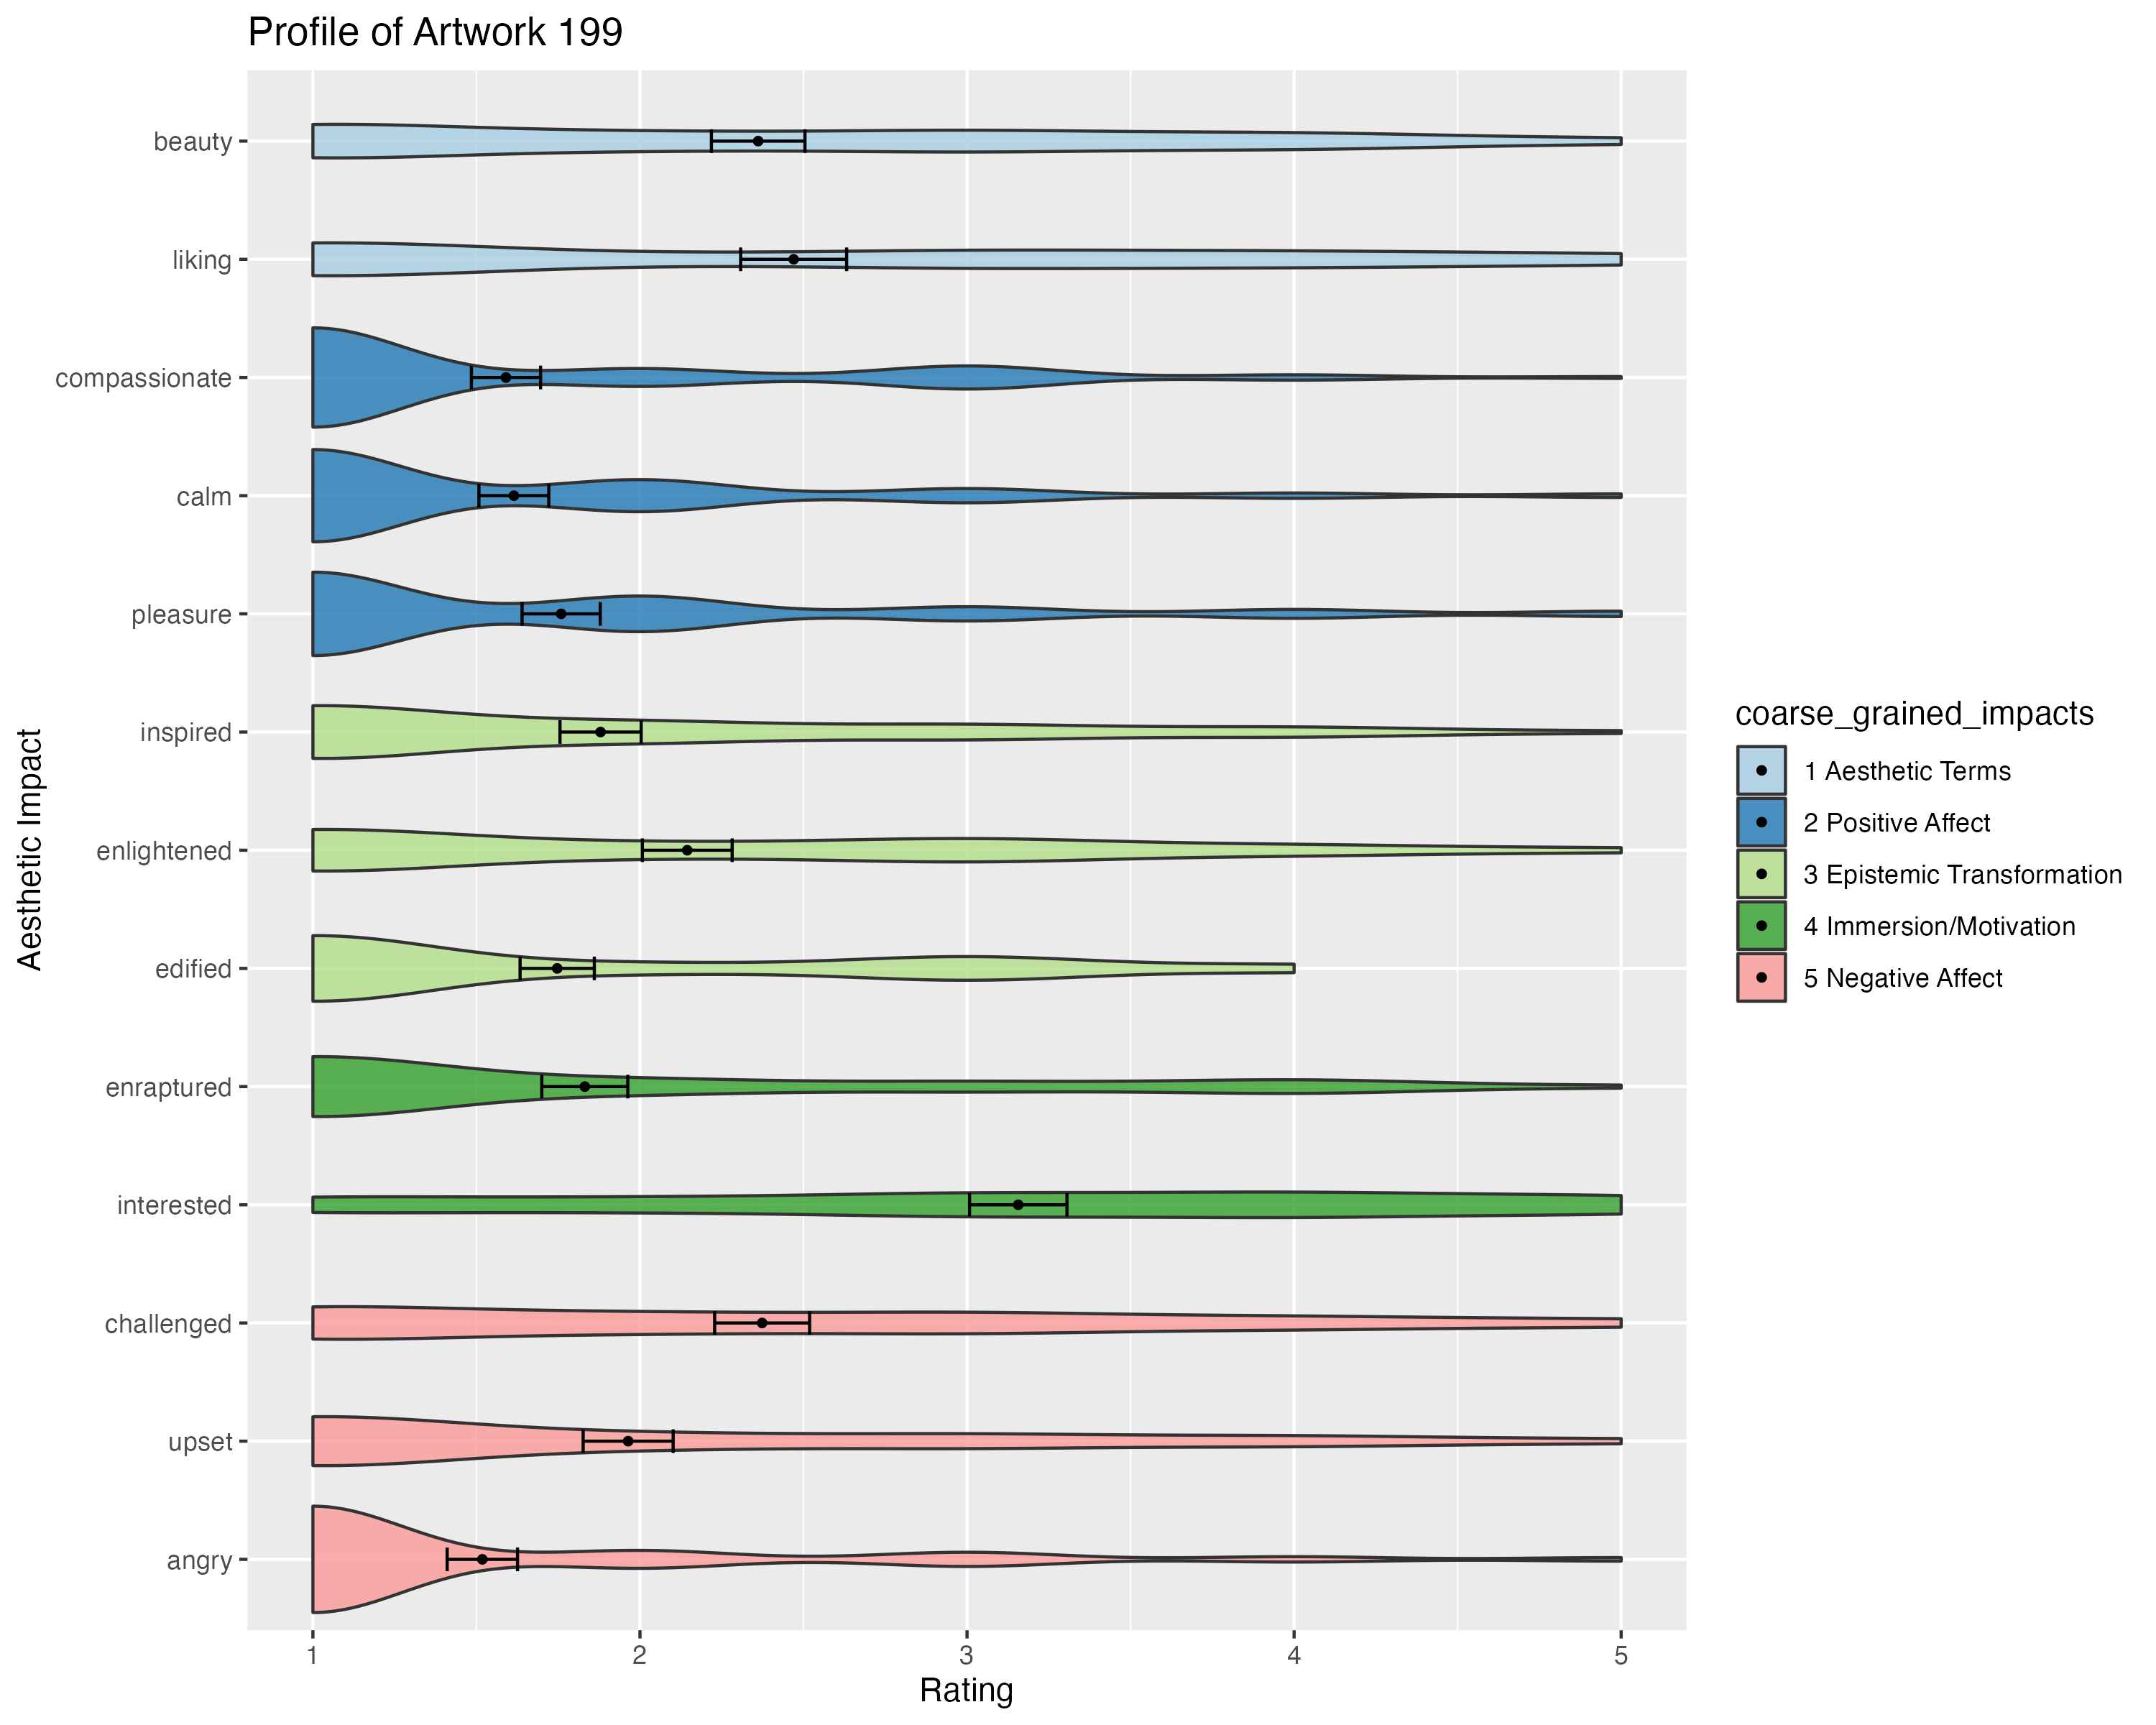 Profile of Artwork 199
Aesthetic Impact
beauty
liking
compassionate
calm
pleasure
inspired
enlightened
edified
enraptured
interested
challenged
upset
angry
1 2 3 4 5
Rating
coarse_grained_impacts
1 Aesthetic Terms
2 Positive Affect
3 Epistemic Transformation
4 Immersion/Motivation
5 Negative Affect